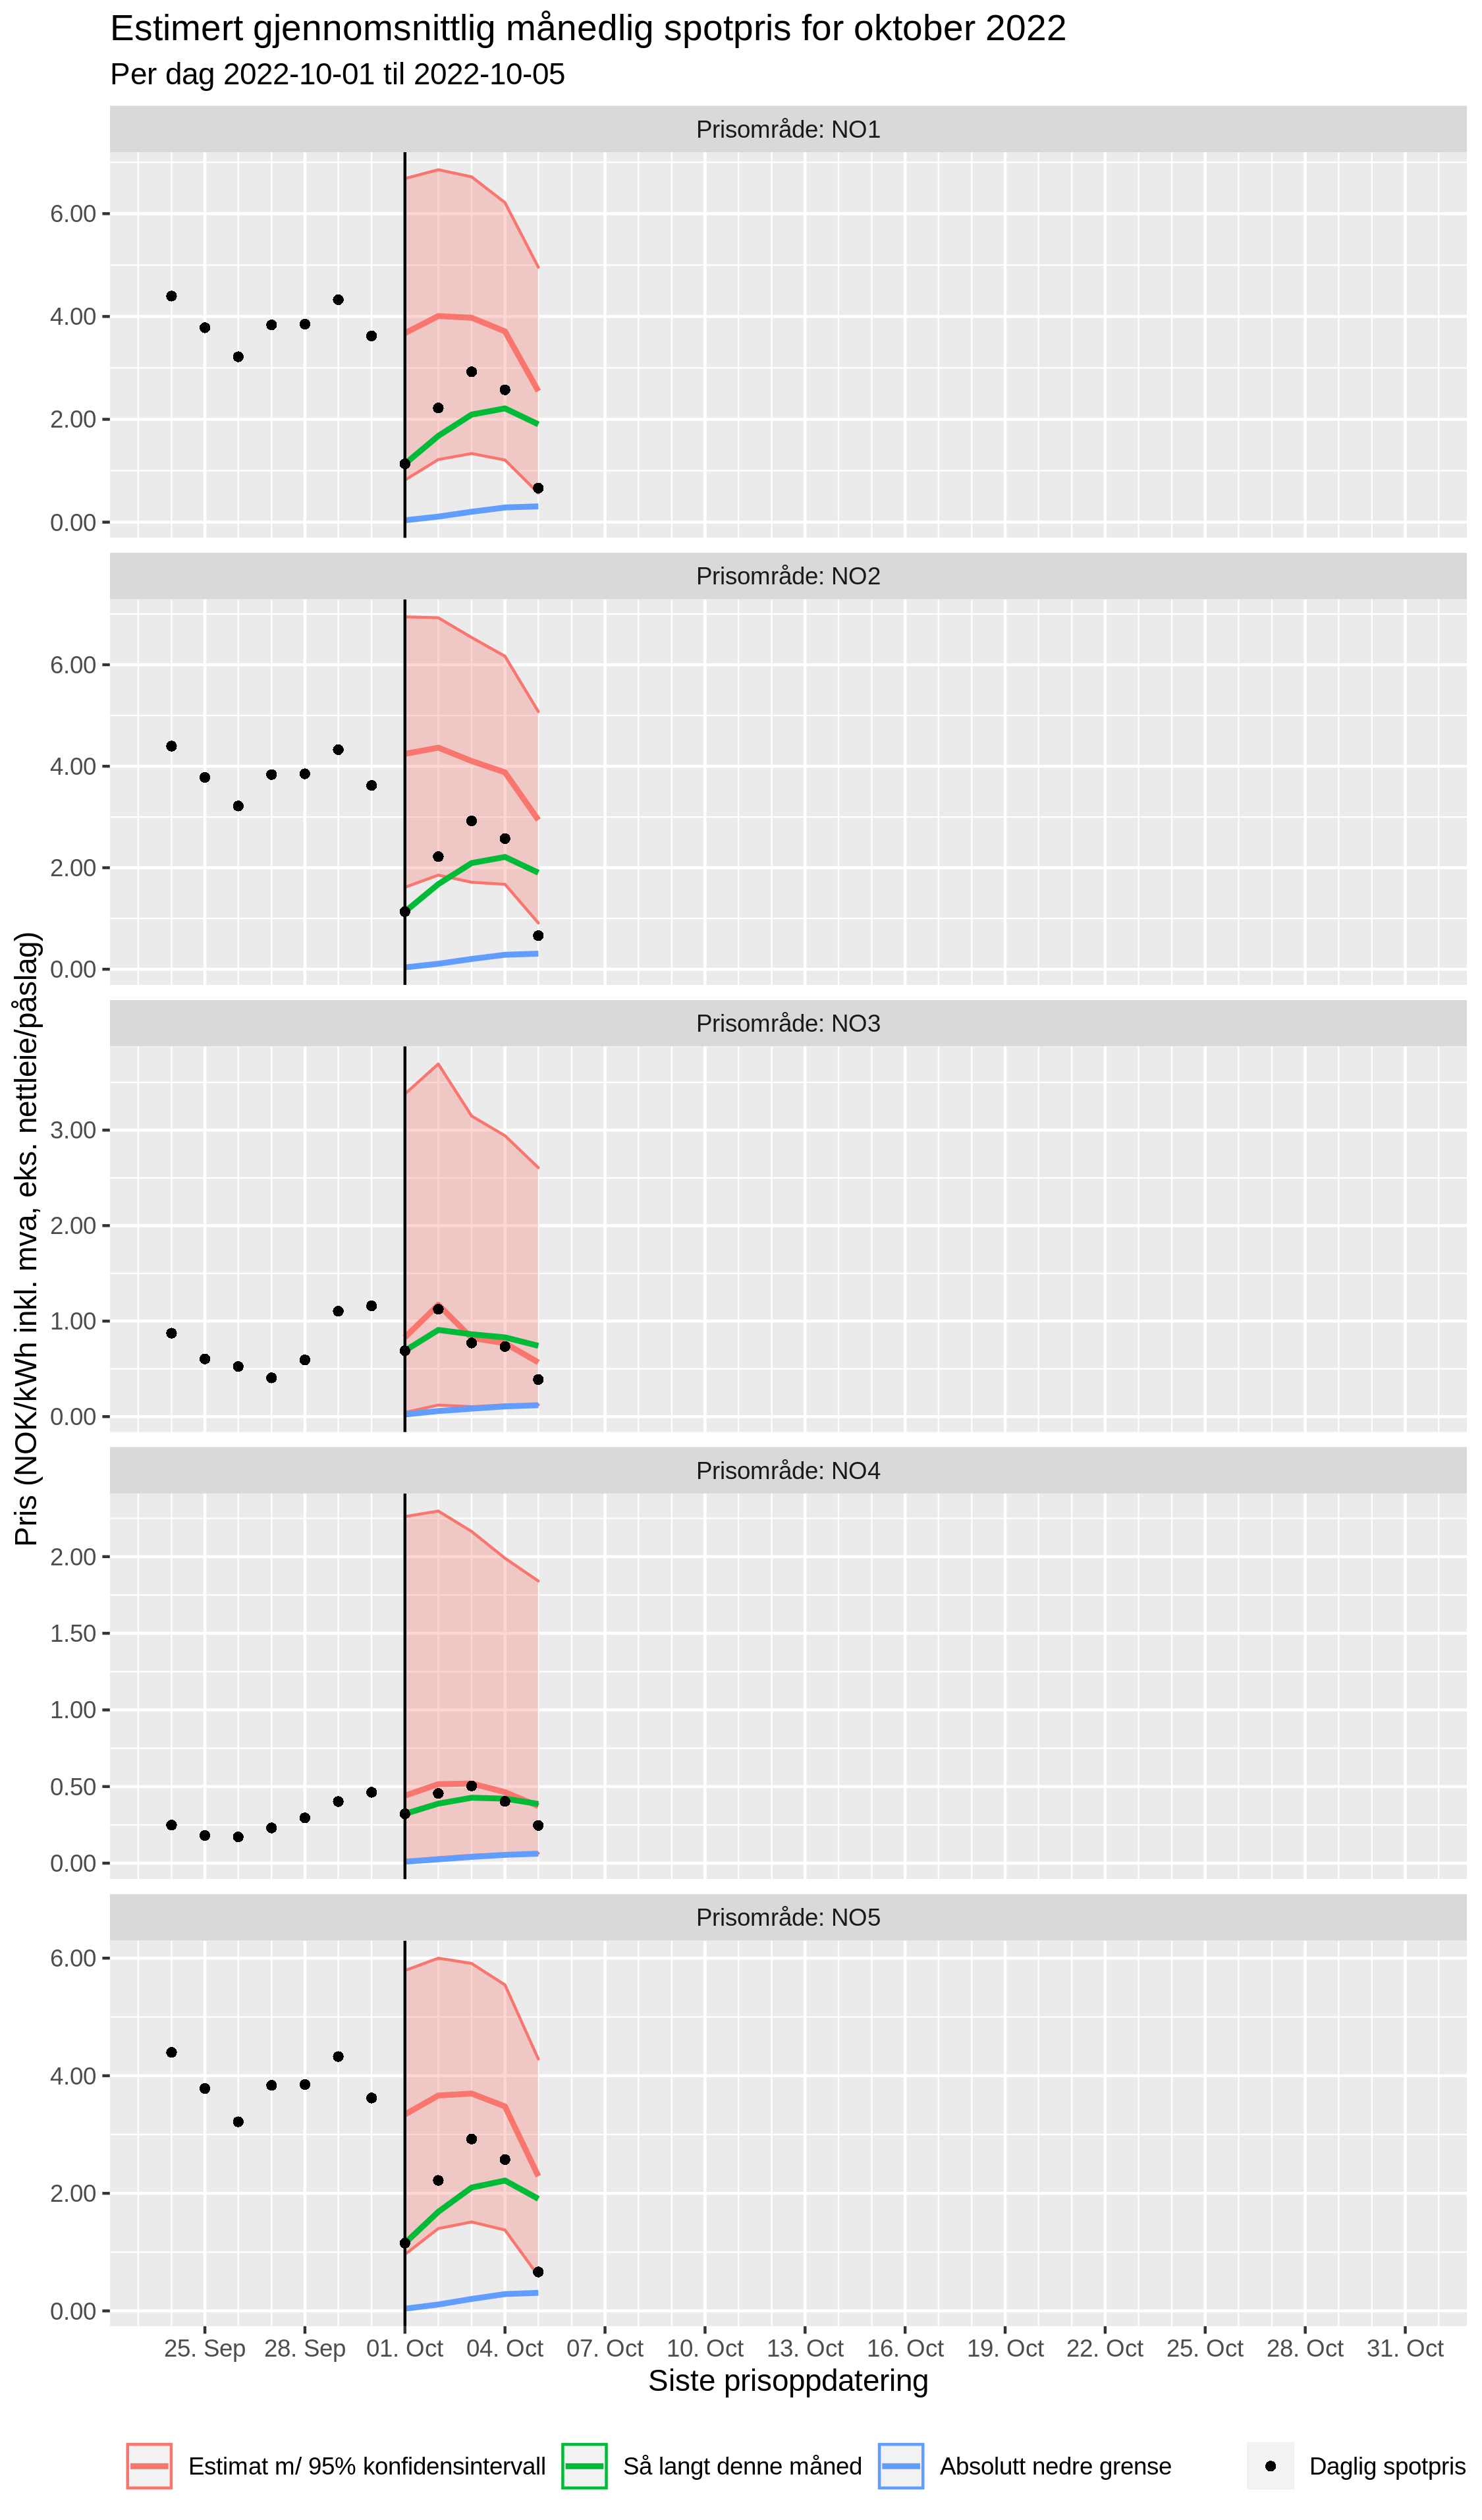 Estimert gjennomsnittlig månedlig spotpris for oktober 2022
Per dag 2022-10-01 til 2022-10-05
Pris (NOK/kWh inkl. mva, eks. nettleie/påslag)
Prisområde: NO1
6.00
4.00
2.00
0.00
Prisområde: NO2
6.00
4.00
2.00
0.00
Prisområde: NO3
3.00
2.00
1.00
0.00
Prisområde: NO4
2.00
1.50
1.00
0.50
0.00
Prisområde: NO5
6.00
4.00
2.00
0.00
25. Sep 28. Sep 01. Oct 04. Oct 07. Oct 10. Oct 13. Oct 16. Oct 19. Oct 22. Oct 25. Oct 28. Oct 31. Oct
Siste prisoppdatering
Estimat m/ 95% konfidensintervall Så langt denne måned Absolutt nedre grense Daglig spotpris